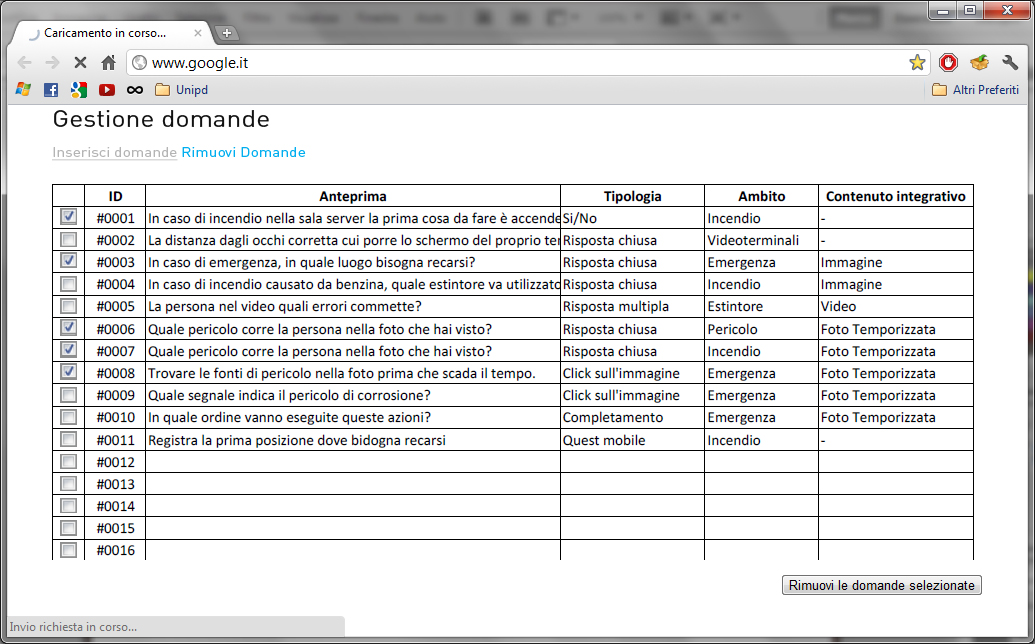 Caricamento in corso...
www.google.it
Unipd
Altri Preferiti
Gestione domande
Inserisci domande Rimuovi Domande
ID Anteprima Tipologia Ambito Contenuto integrativo
#0001 In caso di incendio nella sala server la prima cosa da fare è accende Si/No Incendio -
#0002 La distanza dagli occhi corretta cui porre lo schermo del proprio ter Risposta chiusa Videoterminali -
#0003 In caso di emergenza, in quale luogo bisogna recarsi? Risposta chiusa Emergenza Immagine
#0004 In caso di incendio causato da benzina, quale estintore va utilizzato Risposta chiusa Incendio Immagine
#0005 La persona nel video quali errori commette? Risposta multipla Estintore Video
#0006 Quale pericolo corre la persona nella foto che hai visto? Risposta chiusa Pericolo Foto Temporizzata
#0007 Quale pericolo corre la persona nella foto che hai visto? Risposta chiusa Incendio Foto Temporizzata
#0008 Trovare le fonti di pericolo nella foto prima che scada il tempo. Click sull'immagine Emergenza Foto Temporizzata
#0009 Quale segnale indica il pericolo di corrosione? Click sull'immagine Emergenza Foto Temporizzata
#0010 In quale ordine vanno eseguite queste azioni? Completamento Emergenza Foto Temporizzata
#0011 Registra la prima posizione dove bidogna recarsi Quest mobile Incendio -
#0012
#0013
#0014
#0015
#0016
Rimuovi le domande selezionate
Invio richiesta in corso...